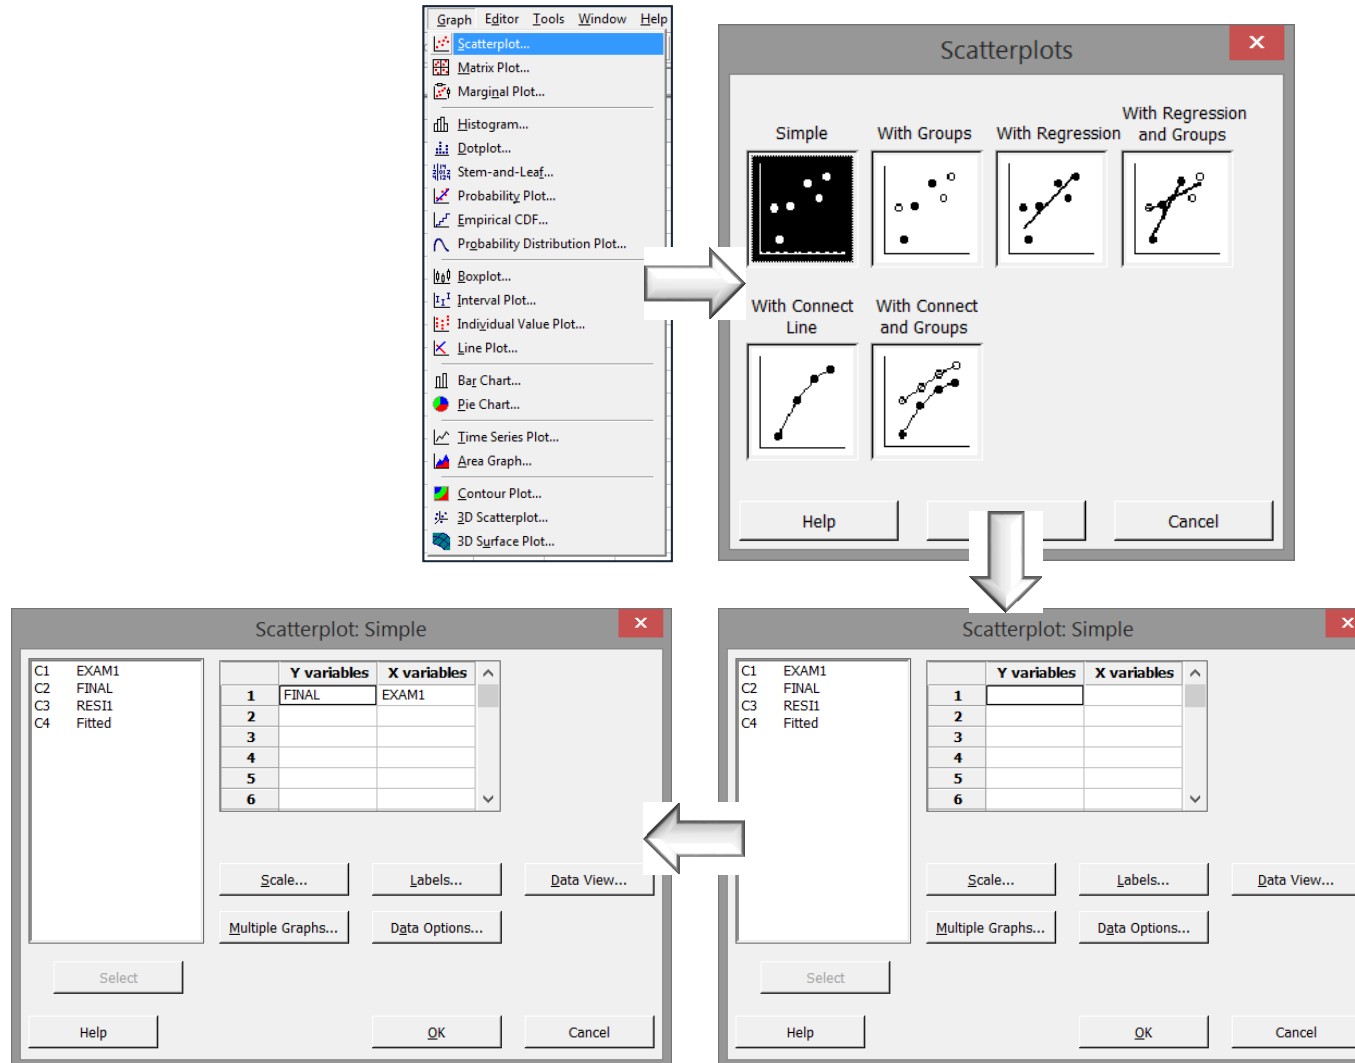 Graph Editor Tools Window Help
Scatterplot...
Matrix Plot...
Marginal Plot...
Histogram...
Dotplot...
Stem-and-Leaf...
Probability Plot...
Empirical CDF...
Probability Distribution Plot...
Boxplot...
Interval Plot...
Individual Value Plot...
Line Plot...
Bar Chart...
Pie Chart...
Time Series Plot...
Area Graph...
Contour Plot...
3D Scatterplot...
3D Surface Plot...
Scatterplots
Simple With Groups With Regression With Regression and Groups
With Connect Line With Connect and Groups
Help Cancel
Scatterplot: Simple
C1 EXAM1
C2 FINAL
C3 RESI1
C4 Fitted
Y variables X variables
1 FINAL EXAM1
2
3
4
5
6
Scale... Labels... Data View...
Multiple Graphs... Data Options...
Select
Help OK Cancel
Scatterplot: Simple
C1 EXAM1
C2 FINAL
C3 RESI1
C4 Fitted
Y variables X variables
1
2
3
4
5
6
Scale... Labels... Data View...
Multiple Graphs... Data Options...
Select
Help OK Cancel